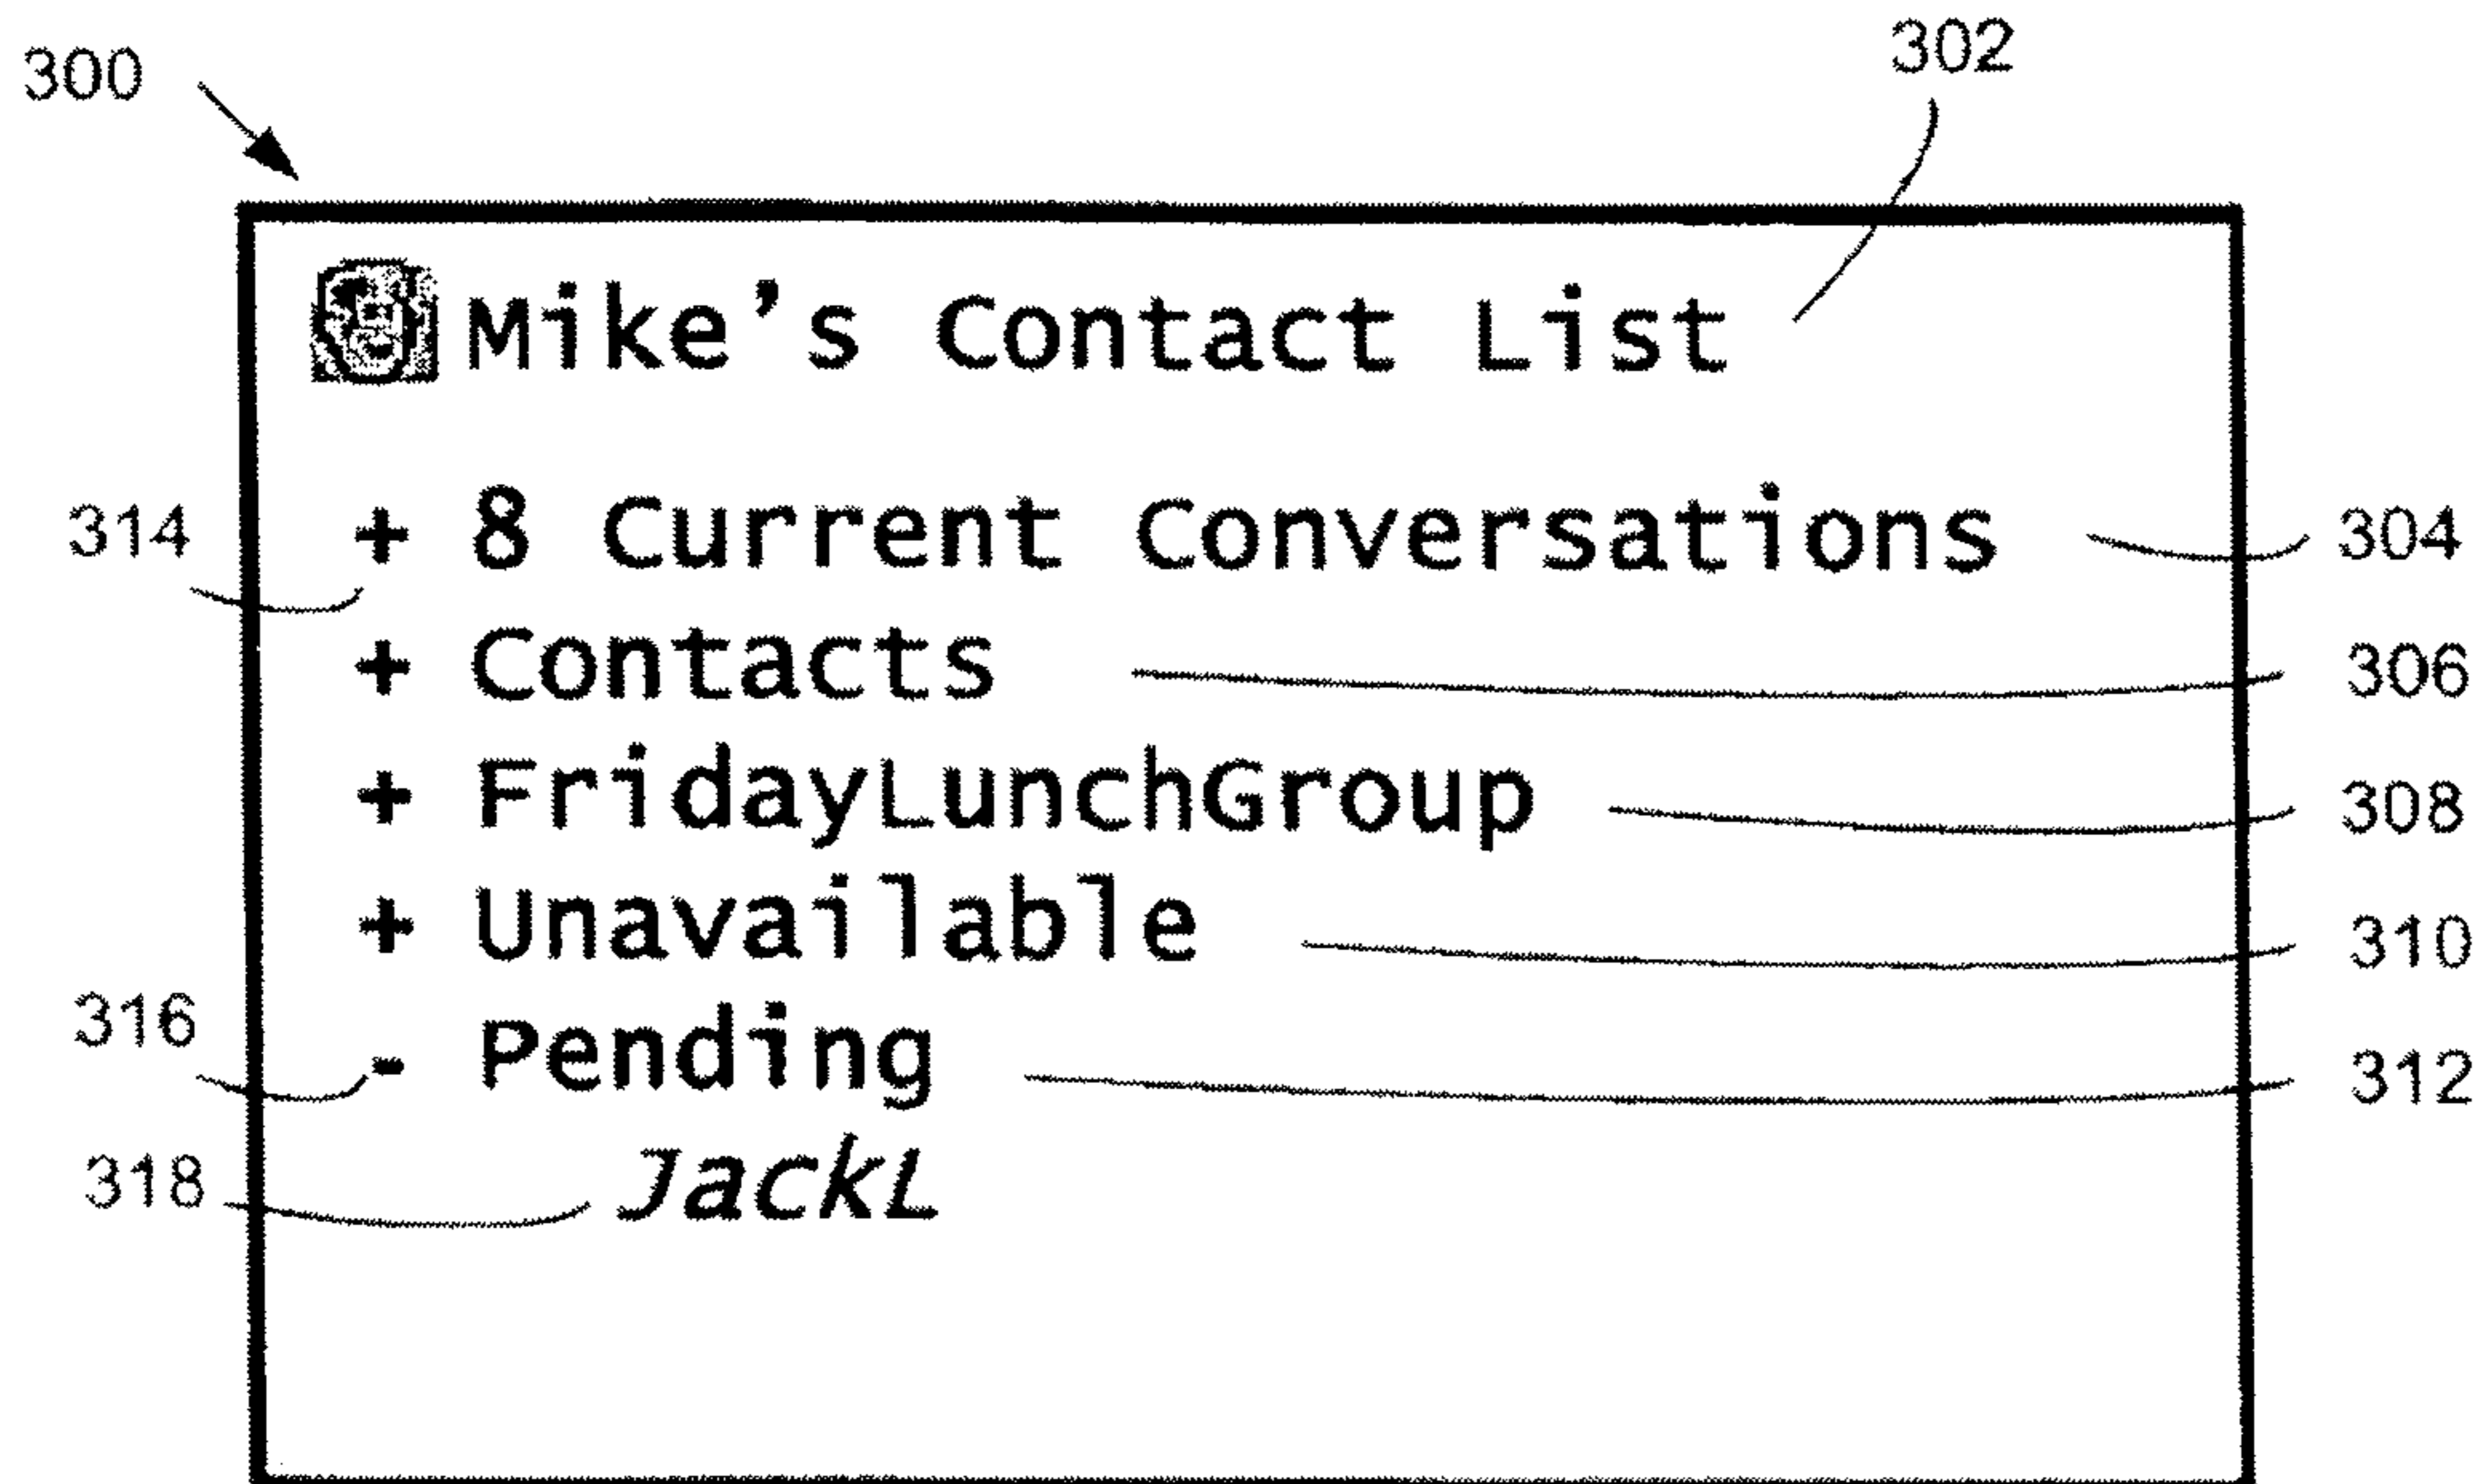 300
302
Mike's Contact List
314 + 8 Current Conversations 304
+ Contacts 306
+ FridayLunchGroup 308
+ Unavailable 310
316 - Pending 312
318 JackL